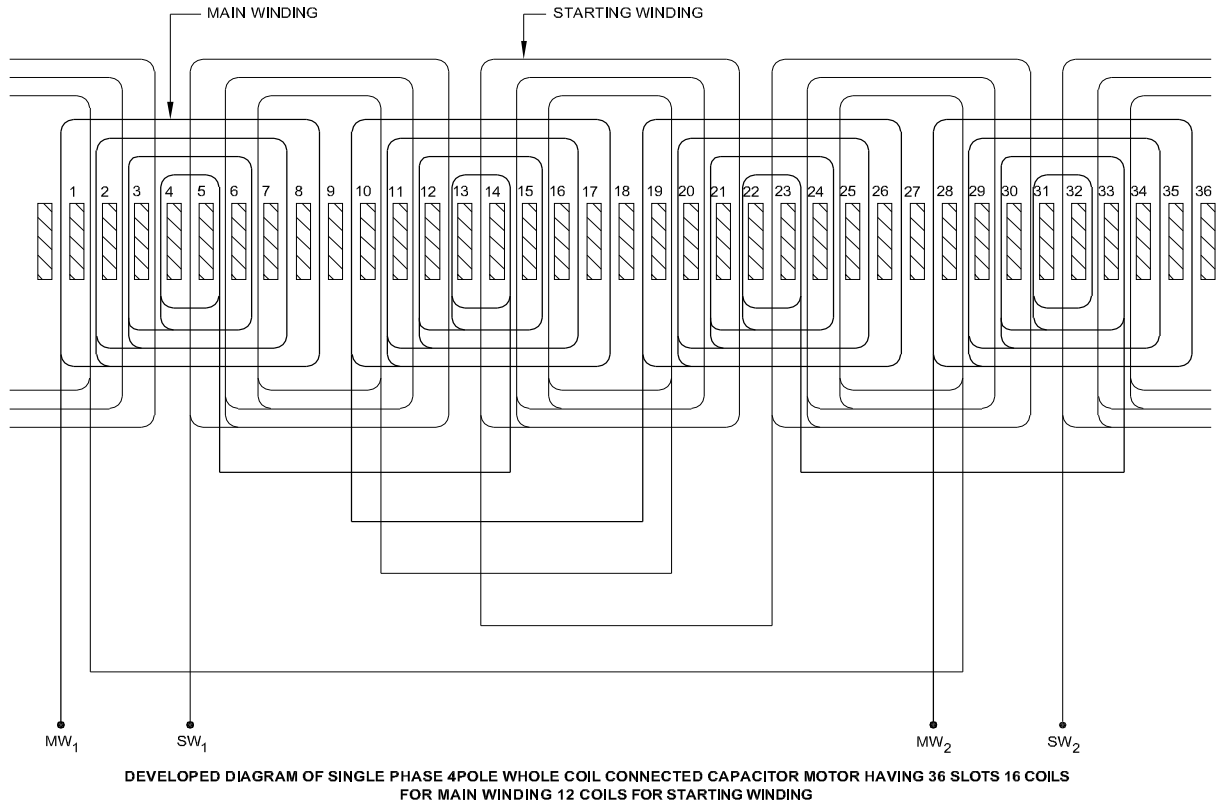 MAIN WINDING
STARTING WINDING
1 2 3 4 5 6 7 8 9 10 11 12 13 14 15 16 17 18 19 20 21 22 23 24 25 26 27 28 29 30 31 32 33 34 35 36
MW1 SW1 MW2 SW2
DEVELOPED DIAGRAM OF SINGLE PHASE 4POLE WHOLE COIL CONNECTED CAPACITOR MOTOR HAVING 36 SLOTS 16 COILS
FOR MAIN WINDING 12 COILS FOR STARTING WINDING